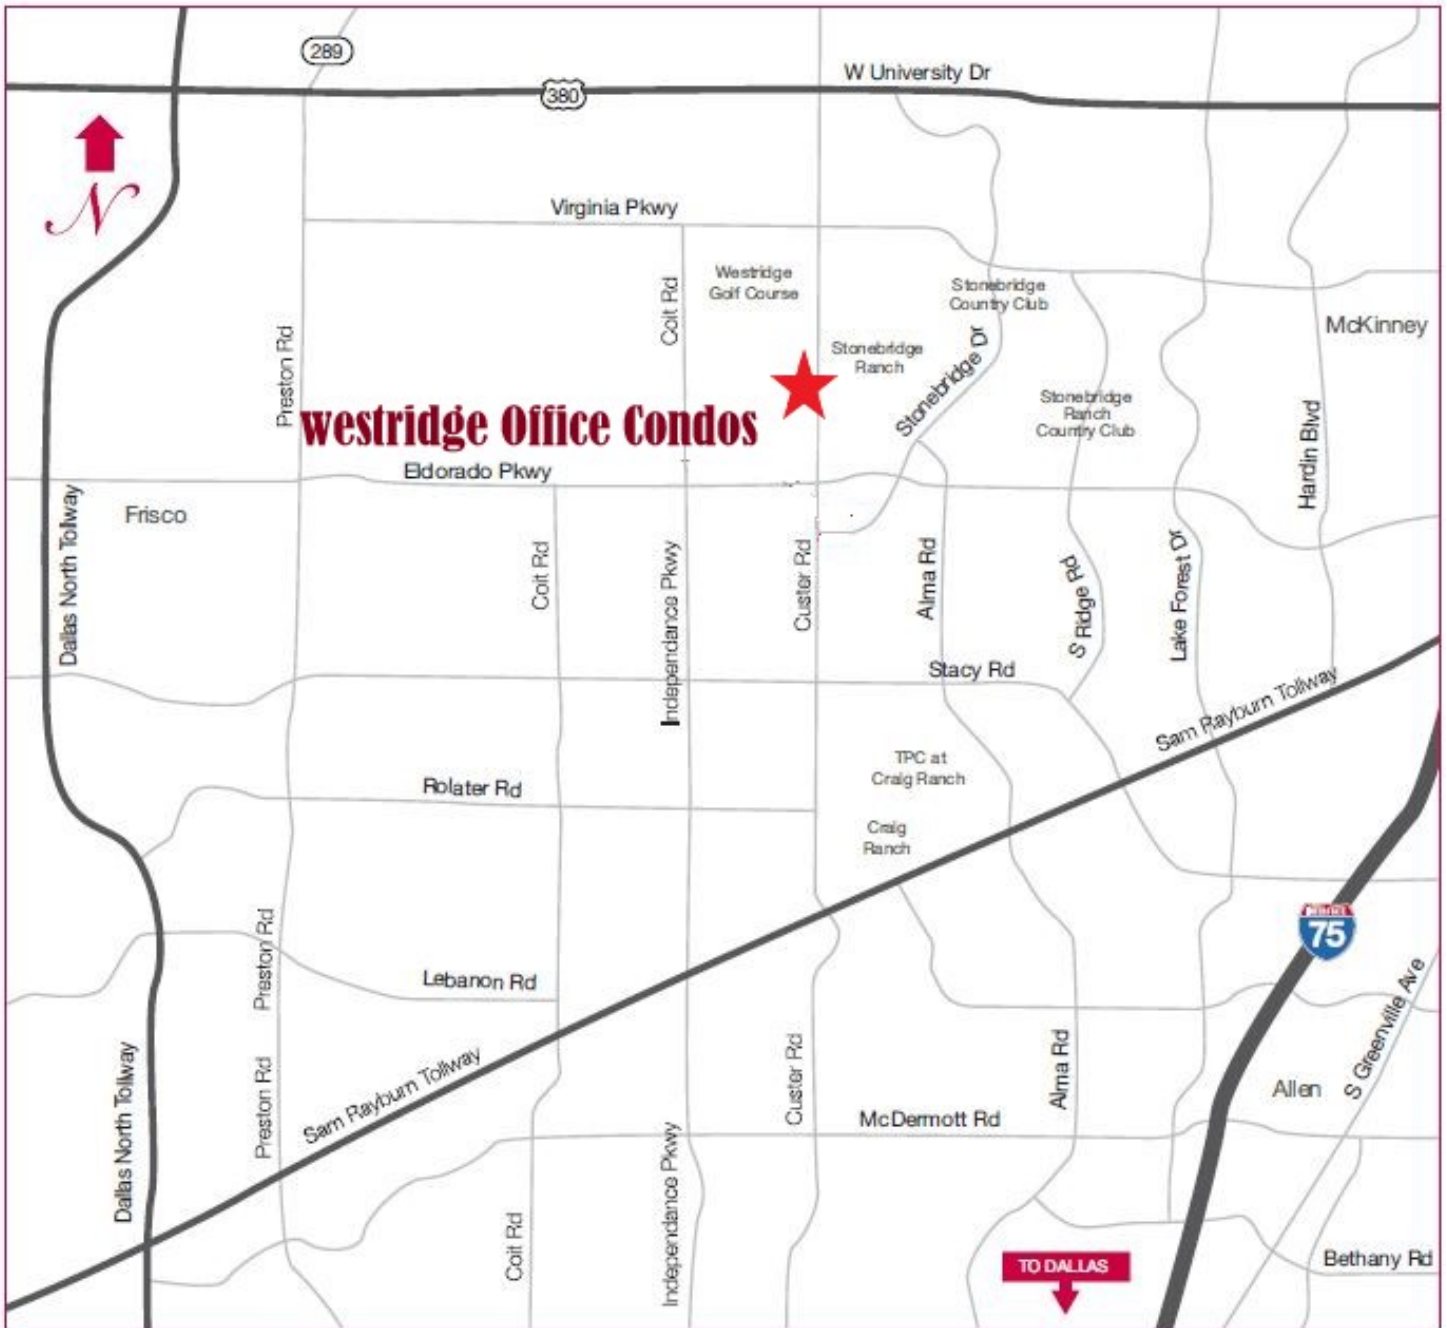 289
W University Dr
380
N
Virginia Pkwy
Westridge
Golf Course
Coit Rd
Stonebridge
Country Club
McKinney
Preston Rd
Stonebridge
Ranch
Stonebridge Dr
Stonebridge
Ranch
Country Club
westridge Office Condos
Hardin Blvd
Eldorado Pkwy
Frisco
Dallas North Tollway
Coit Rd
Independance Pkwy
Custer Rd
Alma Rd
S Ridge Rd
Lake Forest Dr
Stacy Rd
Sam Rayburn Tollway
TPC at
Craig Ranch
Rolater Rd
Craig
Ranch
75
Preston Rd
Lebanon Rd
S Greenville Ave
Dallas North Tollway
Preston Rd
Sam Rayburn Tollway
Custer Rd
Alma Rd
Allen
McDermott Rd
Independance Pkwy
Coit Rd
TO DALLAS
Bethany Rd